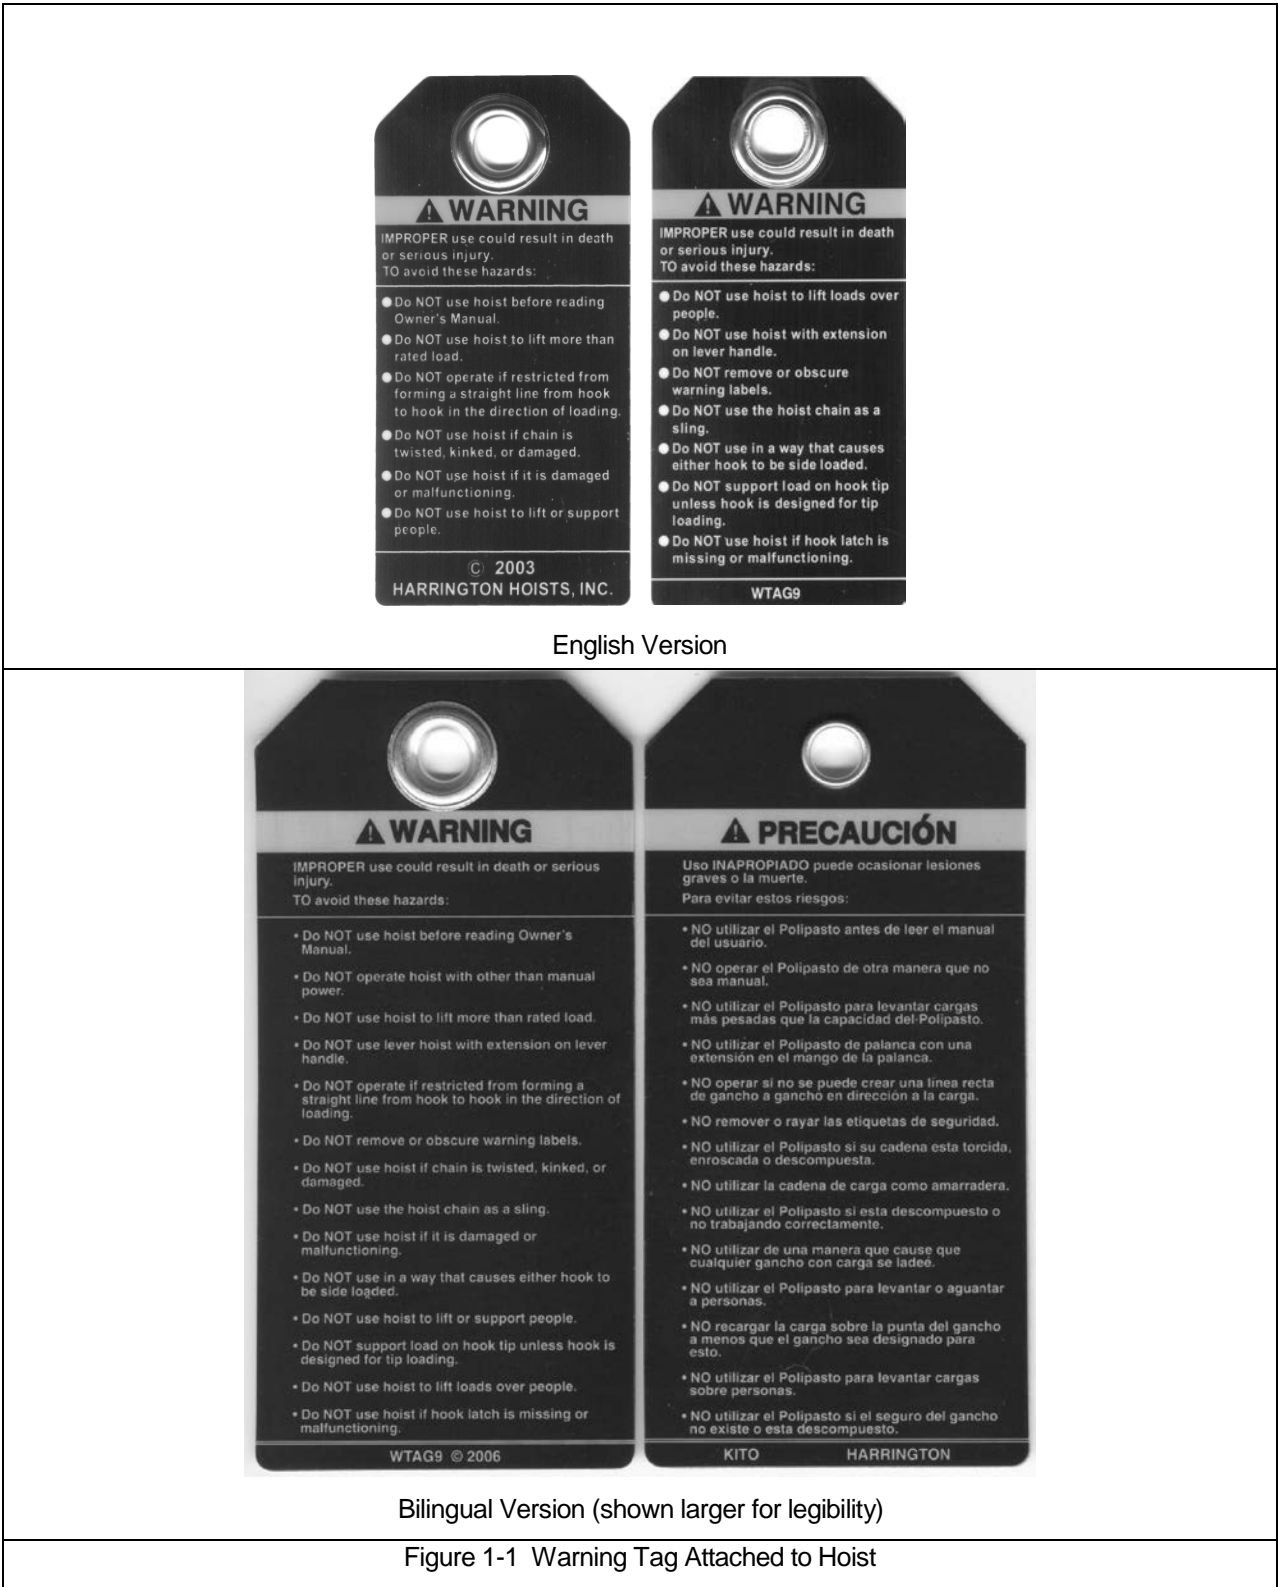 WARNING
IMPROPER use could result in death
or serious injury.
TO avoid these hazards:
Do NOT use hoist before reading
Owner's Manual.
Do NOT use hoist to lift more than
rated load.
Do NOT operate if restricted from
forming a straight line from hook
to hook in the direction of loading.
Do NOT use hoist if chain is
twisted, kinked, or damaged.
Do NOT use hoist if it is damaged
or malfunctioning.
Do NOT use hoist to lift or support
people.
© 2003
HARRINGTON HOISTS, INC.
WARNING
IMPROPER use could result in death
or serious injury.
TO avoid these hazards:
Do NOT use hoist to lift loads over
people.
Do NOT use hoist with extension
on lever handle.
Do NOT remove or obscure
warning labels.
Do NOT use the hoist chain as a
sling.
Do NOT use in a way that causes
either hook to be side loaded.
Do NOT support load on hook tip
unless hook is designed for tip
loading.
Do NOT use hoist if hook latch is
missing or malfunctioning.
WTAG9
English Version
WARNING
IMPROPER use could result in death or serious
injury.
TO avoid these hazards:
• Do NOT use hoist before reading Owner's
Manual.
• Do NOT operate hoist with other than manual
power.
• Do NOT use hoist to lift more than rated load.
• Do NOT use lever hoist with extension on lever
handle.
• Do NOT operate if restricted from forming a
straight line from hook to hook in the direction of
loading.
• Do NOT remove or obscure warning labels.
• Do NOT use hoist if chain is twisted, kinked, or
damaged.
• Do NOT use the hoist chain as a sling.
• Do NOT use hoist if it is damaged or
malfunctioning.
• Do NOT use in a way that causes either hook to
be side loaded.
• Do NOT use hoist to lift or support people.
• Do NOT support load on hook tip unless hook is
designed for tip loading.
• Do NOT use hoist to lift loads over people.
• Do NOT use hoist if hook latch is missing or
malfunctioning.
WTAG9 © 2006
PRECAUCIÓN
Uso INAPROPIADO puede ocasionar lesiones
graves o la muerte.
Para evitar estos riesgos:
• NO utilizar el Polipasto antes de leer el manual
del usuario.
• NO operar el Polipasto de otra manera que no
sea manual.
• NO utilizar el Polipasto para levantar cargas
más pesadas que la capacidad del Polipasto.
• NO utilizar el Polipasto de palanca con una
extensión en el mango de la palanca.
• NO operar si no se puede crear una línea recta
de gancho a gancho en dirección a la carga.
• NO remover o rayar las etiquetas de seguridad.
• NO utilizar el Polipasto si su cadena esta torcida,
enroscada o descompuesta.
• NO utilizar la cadena de carga como amarradera.
• NO utilizar el Polipasto si esta descompuesto o
no trabajando correctamente.
• NO utilizar de una manera que cause que
cualquier gancho con carga se ladeé.
• NO utilizar el Polipasto para levantar o aguantar
a personas.
• NO recargar la carga sobre la punta del gancho
a menos que el gancho sea designado para
esto.
• NO utilizar el Polipasto para levantar cargas
sobre personas.
• NO utilizar el Polipasto si el seguro del gancho
no existe o esta descompuesto.
KITO HARRINGTON
Bilingual Version (shown larger for legibility)
Figure 1-1 Warning Tag Attached to Hoist